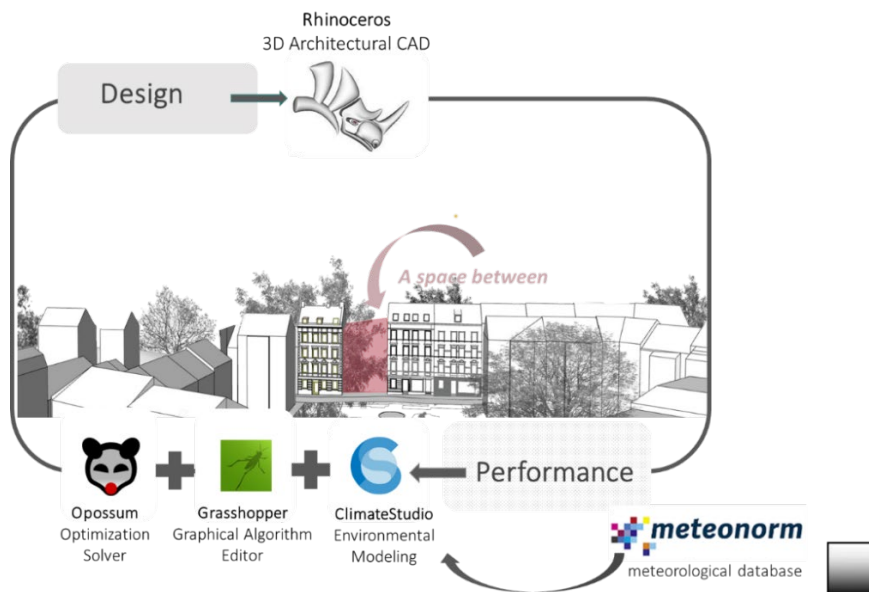 Rhinoceros
3D Architectural CAD
Design
A space between
Performance
Opossum
Optimization
Solver
Grasshopper
Graphical Algorithm
Editor
ClimateStudio
Environmental
Modeling
meteonorm
meteorological database